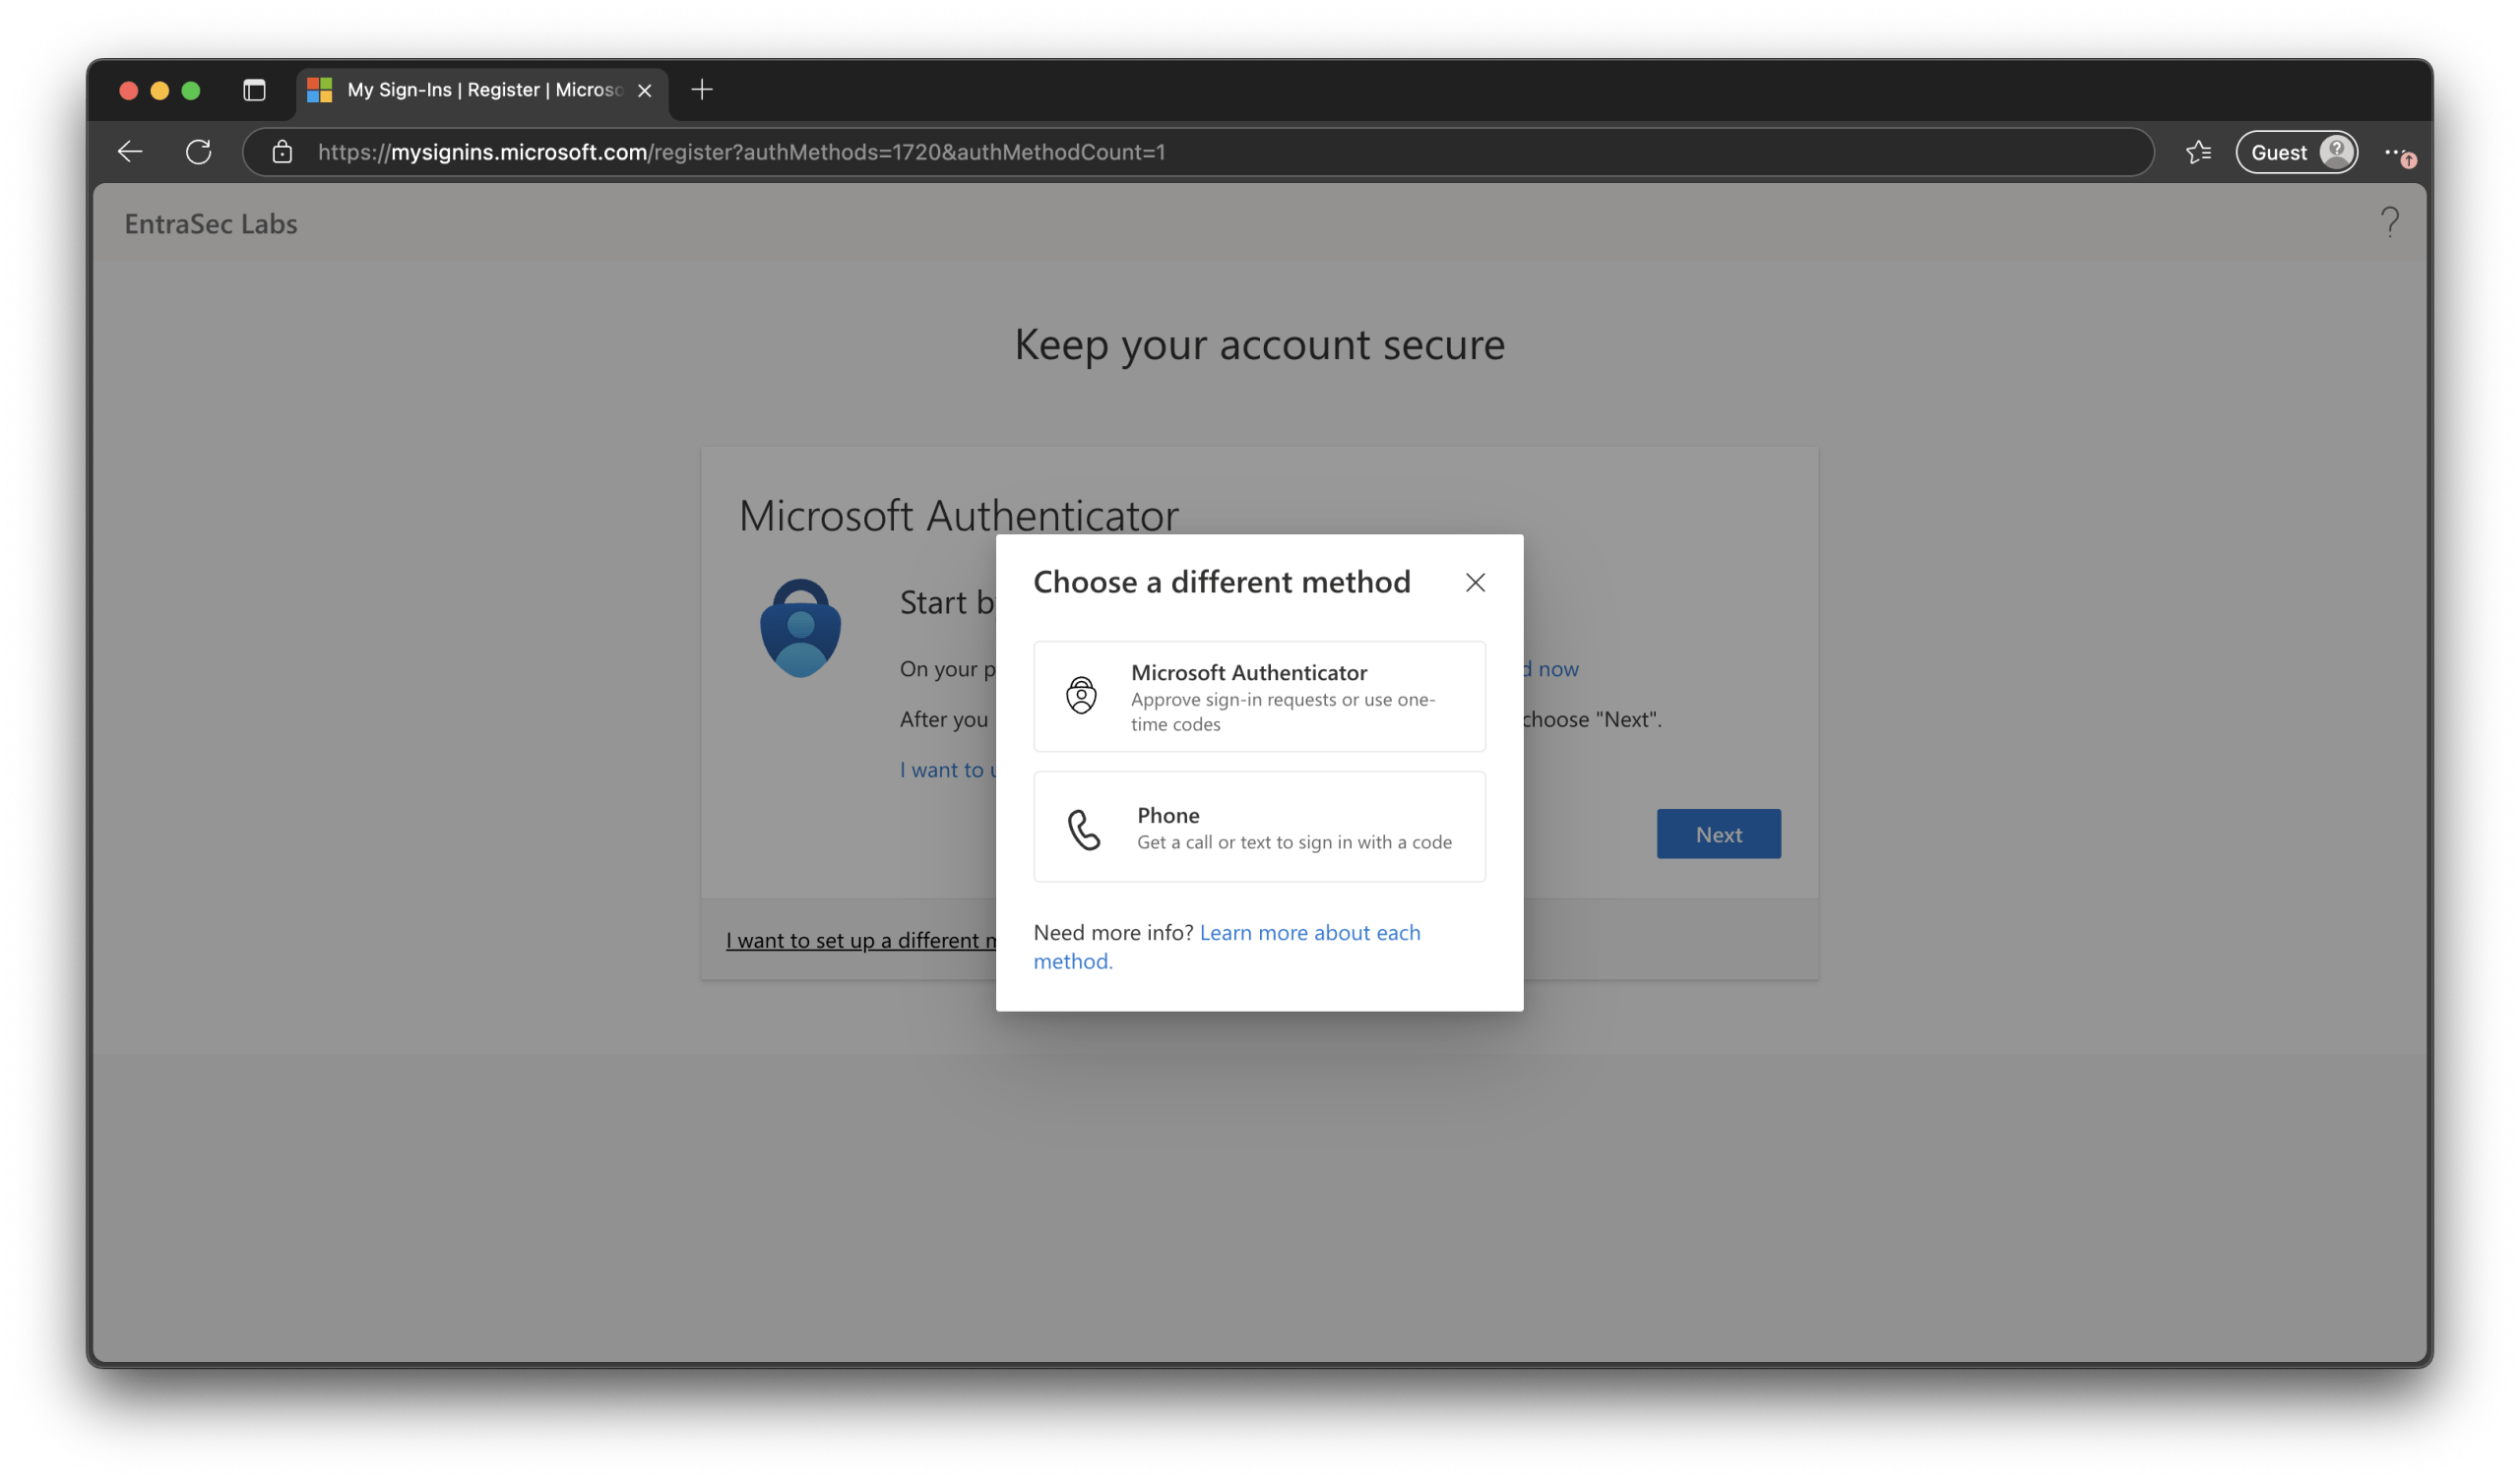 My Sign-Ins | Register | Micros
https://mysignins.microsoft.com/register?authMethods=1720&authMethodCount=1
Guest
EntraSec Labs
Keep your account secure
Microsoft Authenticator
Start b
On your p
d now
After you
choose "Next".
I want to
Next
I want to set up a different
Choose a different method
Microsoft Authenticator
Approve sign-in requests or use one-
time codes
Phone
Get a call or text to sign in with a code
Need more info? Learn more about each
method.